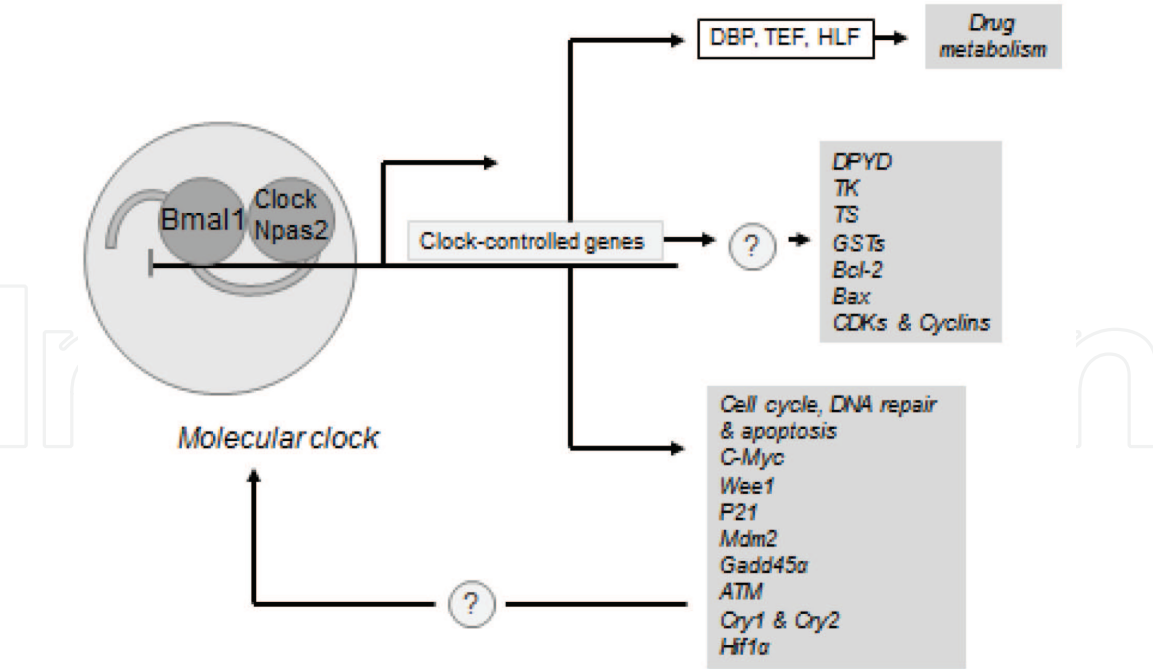 DBP, TEF, HLF
Drug
metabolism
Bmal1
Clock
Npas2
Clock-controlled genes
?
DPYD
TK
TS
GSTs
Bcl-2
Bax
CDKs & Cyclins
Molecular clock
Cell cycle, DNA repair
& apoptosis
C-Myc
Wee1
P21
Mdm2
Gadd45α
ATM
Cry1 & Cry2
Hif1α
?